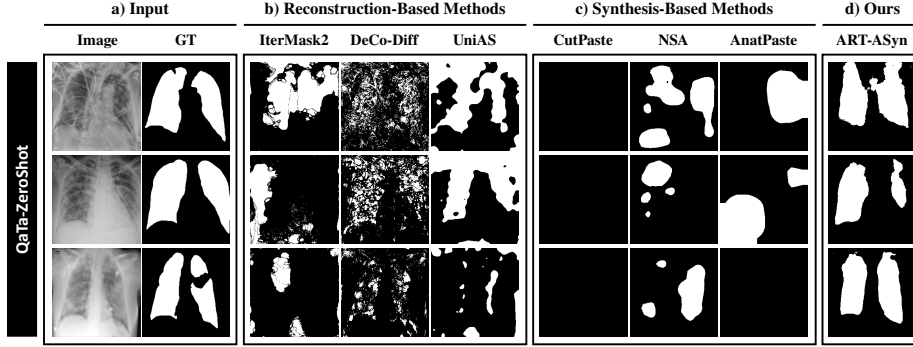 a) Input b) Reconstruction-Based Methods c) Synthesis-Based Methods d) Ours
Image GT IterMask2 DeCo-Diff UniAS CutPaste NSA AnatPaste ART-ASyn
QaTa-ZeroShot